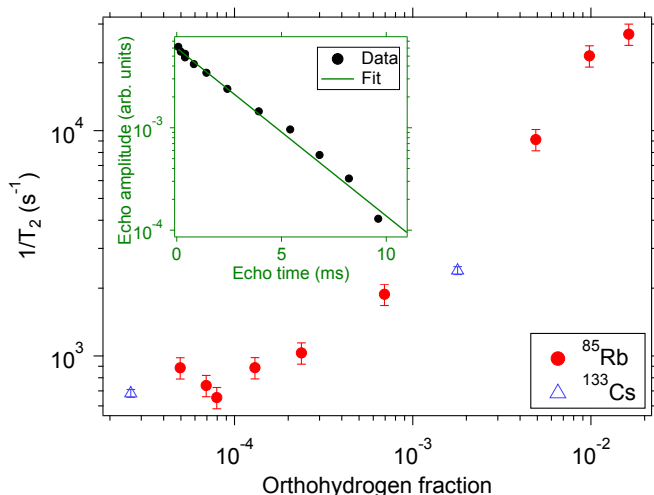 Data
Fit
Echo amplitude (arb. units)
10⁻³
10⁻⁴
0
5
10
Echo time (ms)
1/T₂ (s⁻¹)
10⁴
10³
⁸⁵Rb
¹³³Cs
10⁻⁴
10⁻³
10⁻²
Orthohydrogen fraction